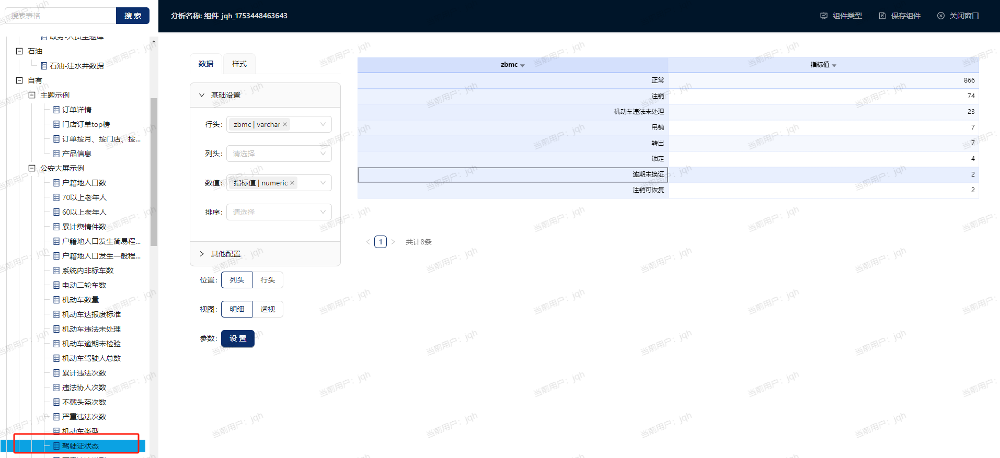 搜索表格
搜 索
分析名称: 组件_jqh_1753448463643
组件类型
保存组件
关闭窗口
政务-人员主题库
石油
石油-注水井数据
自有
主题示例
订单详情
门店订单top榜
订单按月、按门店、按...
产品信息
公安大屏示例
户籍地人口数
70以上老年人
60以上老年人
累计舆情件数
户籍地人口发生简易程...
户籍地人口发生一般程...
系统内非标车数
电动二轮车数
机动车数量
机动车达报废标准
机动车违法未处理
机动车逾期未检验
机动车驾驶人总数
累计违法次数
违法协人次数
不戴头盔次数
严重违法次数
机动车类型
驾驶证状态
数据
样式
基础设置
行头:
zbmc | varchar
列头:
请选择
数值:
指标值 | numeric
排序:
请选择
其他配置
位置:
列头
行头
视图:
明细
透视
参数:
设 置
zbmc
指标值
正常 866
注销 74
机动车违法未处理 23
吊销 7
转出 7
锁定 4
逾期未换证 2
注销可恢复 2
1
共计8条
当前用户：jqh